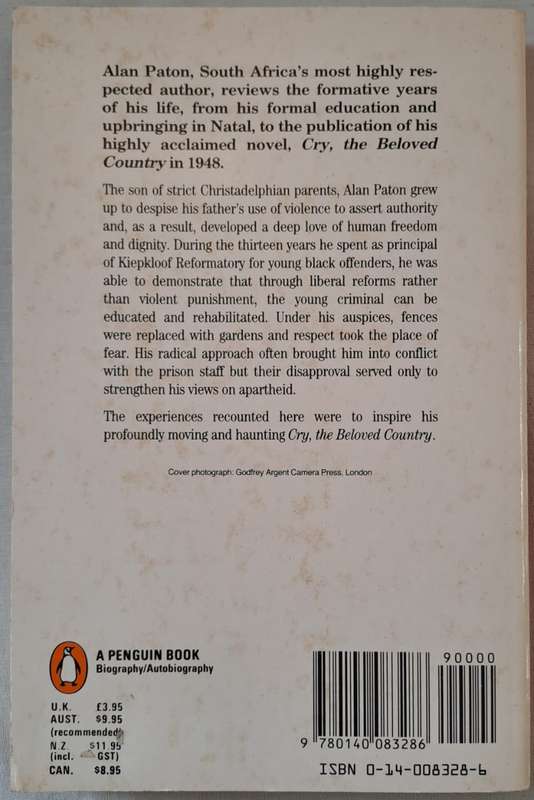 Alan Paton, South Africa's most highly res-
pected author, reviews the formative years
of his life, from his formal education and
upbringing in Natal, to the publication of his
highly acclaimed novel, Cry, the Beloved
Country in 1948.
The son of strict Christadelphian parents, Alan Paton grew
up to despise his father's use of violence to assert authority
and, as a result, developed a deep love of human freedom
and dignity. During the thirteen years he spent as principal
of Kiepkloof Reformatory for young black offenders, he was
able to demonstrate that through liberal reforms rather
than violent punishment, the young criminal can be
educated and rehabilitated. Under his auspices, fences
were replaced with gardens and respect took the place of
fear. His radical approach often brought him into conflict
with the prison staff but their disapproval served only to
strengthen his views on apartheid.
The experiences recounted here were to inspire his
profoundly moving and haunting Cry, the Beloved Country.
Cover photograph: Godfrey Argent Camera Press, London
A PENGUIN BOOK
Biography/Autobiography
U.K. £3.95
AUST. $9.95
(recommended)
N.Z. $11.95
(incl. GST)
CAN. $8.95
90000
9 780140 083286
ISBN 0-14-008328-6